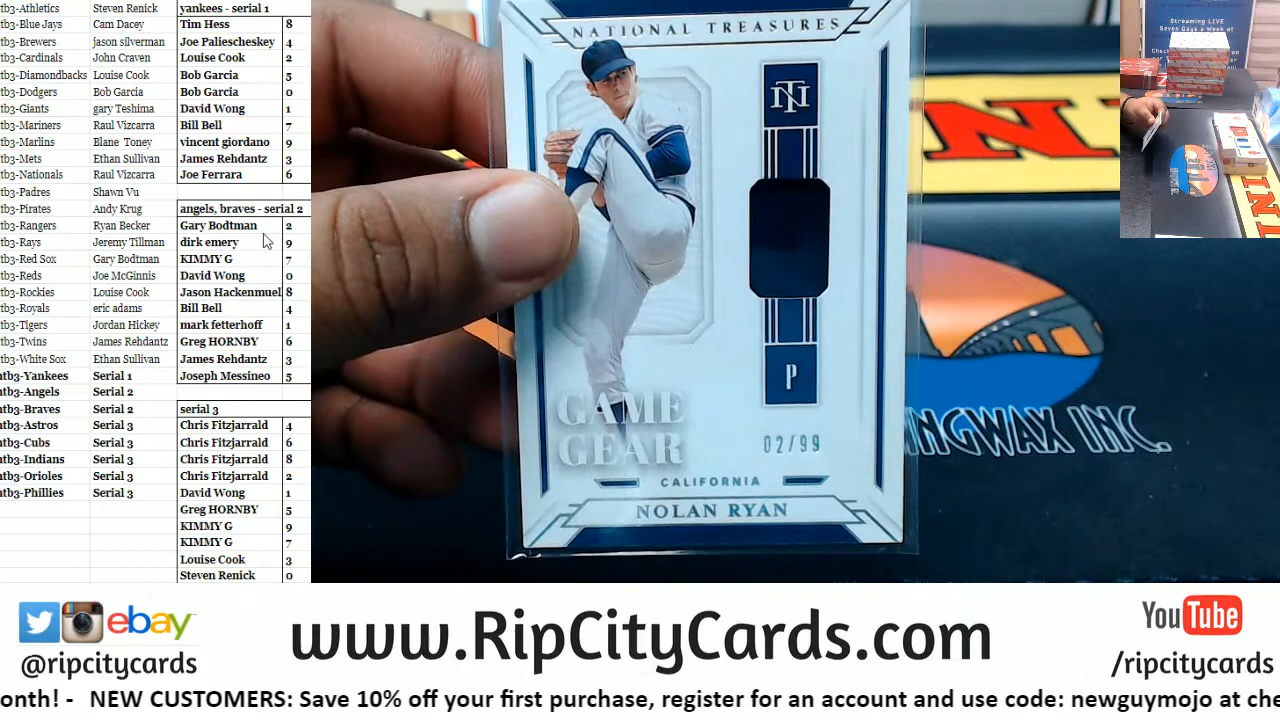 tb3-Athletics Steven Renick yankees - serial 1
tb3-Blue Jays Cam Dacey Tim Hess 8
tb3-Brewers jason silverman Joe Paliescheskey 4
tb3-Cardinals John Craven Louise Cook 2
tb3-Diamondbacks Louise Cook Bob Garcia 5
tb3-Dodgers Bob Garcia Bob Garcia 0
tb3-Giants gary Teshima David Wong 1
tb3-Mariners Raul Vizcarra Bill Bell 7
tb3-Marlins Blane Toney vincent giordano 9
tb3-Mets Ethan Sullivan James Rehdantz 3
tb3-Nationals Raul Vizcarra Joe Ferrara 6
tb3-Padres Shawn Vu
tb3-Pirates Andy Krug angels, braves - serial 2
tb3-Rangers Ryan Becker Gary Bodtman 2
tb3-Rays Jeremy Tillman dirk emery 9
tb3-Red Sox Gary Bodtman KIMMY G 7
tb3-Reds Joe McGinnis David Wong 0
tb3-Rockies Louise Cook Jason Hackenmuel 8
tb3-Royals eric adams Bill Bell 4
tb3-Tigers Jordan Hickey mark fetterhoff 1
tb3-Twins James Rehdantz Greg HORNBY 6
tb3-White Sox Ethan Sullivan James Rehdantz 3
ntb3-Yankees Serial 1 Joseph Messineo 5
ntb3-Angels Serial 2
ntb3-Braves Serial 2 serial 3
ntb3-Astros Serial 3 Chris Fitzjarrald 4
ntb3-Cubs Serial 3 Chris Fitzjarrald 6
ntb3-Indians Serial 3 Chris Fitzjarrald 8
ntb3-Orioles Serial 3 Chris Fitzjarrald 2
ntb3-Phillies Serial 3 David Wong 1
Greg HORNBY 5
KIMMY G 9
KIMMY G 7
Louise Cook 3
Steven Renick 0
NATIONAL TREASURES
NT
P
GAME
GEAR
02/99
CALIFORNIA
NOLAN RYAN
NGWAX INC.
Streaming LIVE
Seven Days a Week at
ebay
@ripcitycards
www.RipCityCards.com
YouTube
/ripcitycards
onth! - NEW CUSTOMERS: Save 10% off your first purchase, register for an account and use code: newguymojo at che